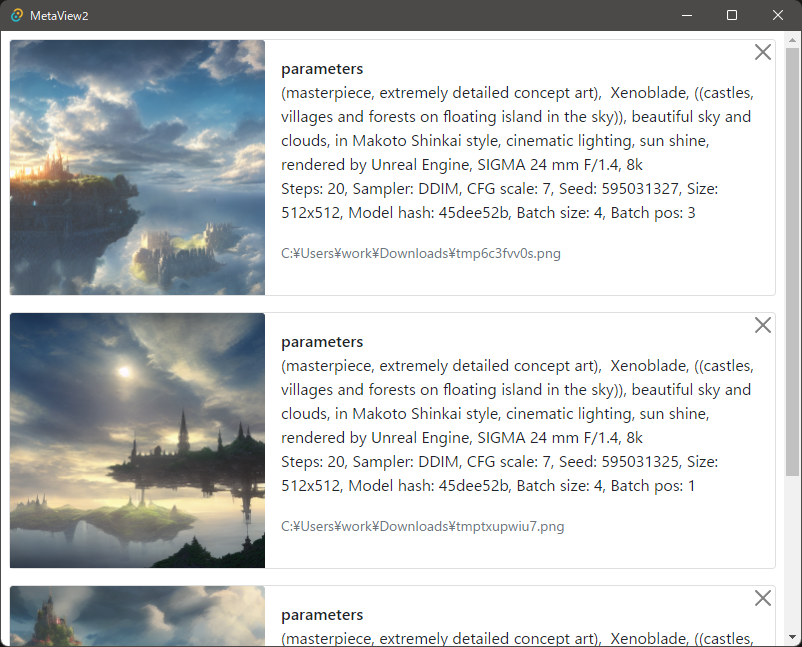 MetaView2
parameters
(masterpiece, extremely detailed concept art),  Xenoblade, ((castles,
villages and forests on floating island in the sky)), beautiful sky and
clouds, in Makoto Shinkai style, cinematic lighting, sun shine,
rendered by Unreal Engine, SIGMA 24 mm F/1.4, 8k
Steps: 20, Sampler: DDIM, CFG scale: 7, Seed: 595031327, Size:
512x512, Model hash: 45dee52b, Batch size: 4, Batch pos: 3
C:¥Users¥work¥Downloads¥tmp6c3fvv0s.png
parameters
(masterpiece, extremely detailed concept art),  Xenoblade, ((castles,
villages and forests on floating island in the sky)), beautiful sky and
clouds, in Makoto Shinkai style, cinematic lighting, sun shine,
rendered by Unreal Engine, SIGMA 24 mm F/1.4, 8k
Steps: 20, Sampler: DDIM, CFG scale: 7, Seed: 595031325, Size:
512x512, Model hash: 45dee52b, Batch size: 4, Batch pos: 1
C:¥Users¥work¥Downloads¥tmptxupwiu7.png
parameters
(masterpiece, extremely detailed concept art),  Xenoblade, ((castles,